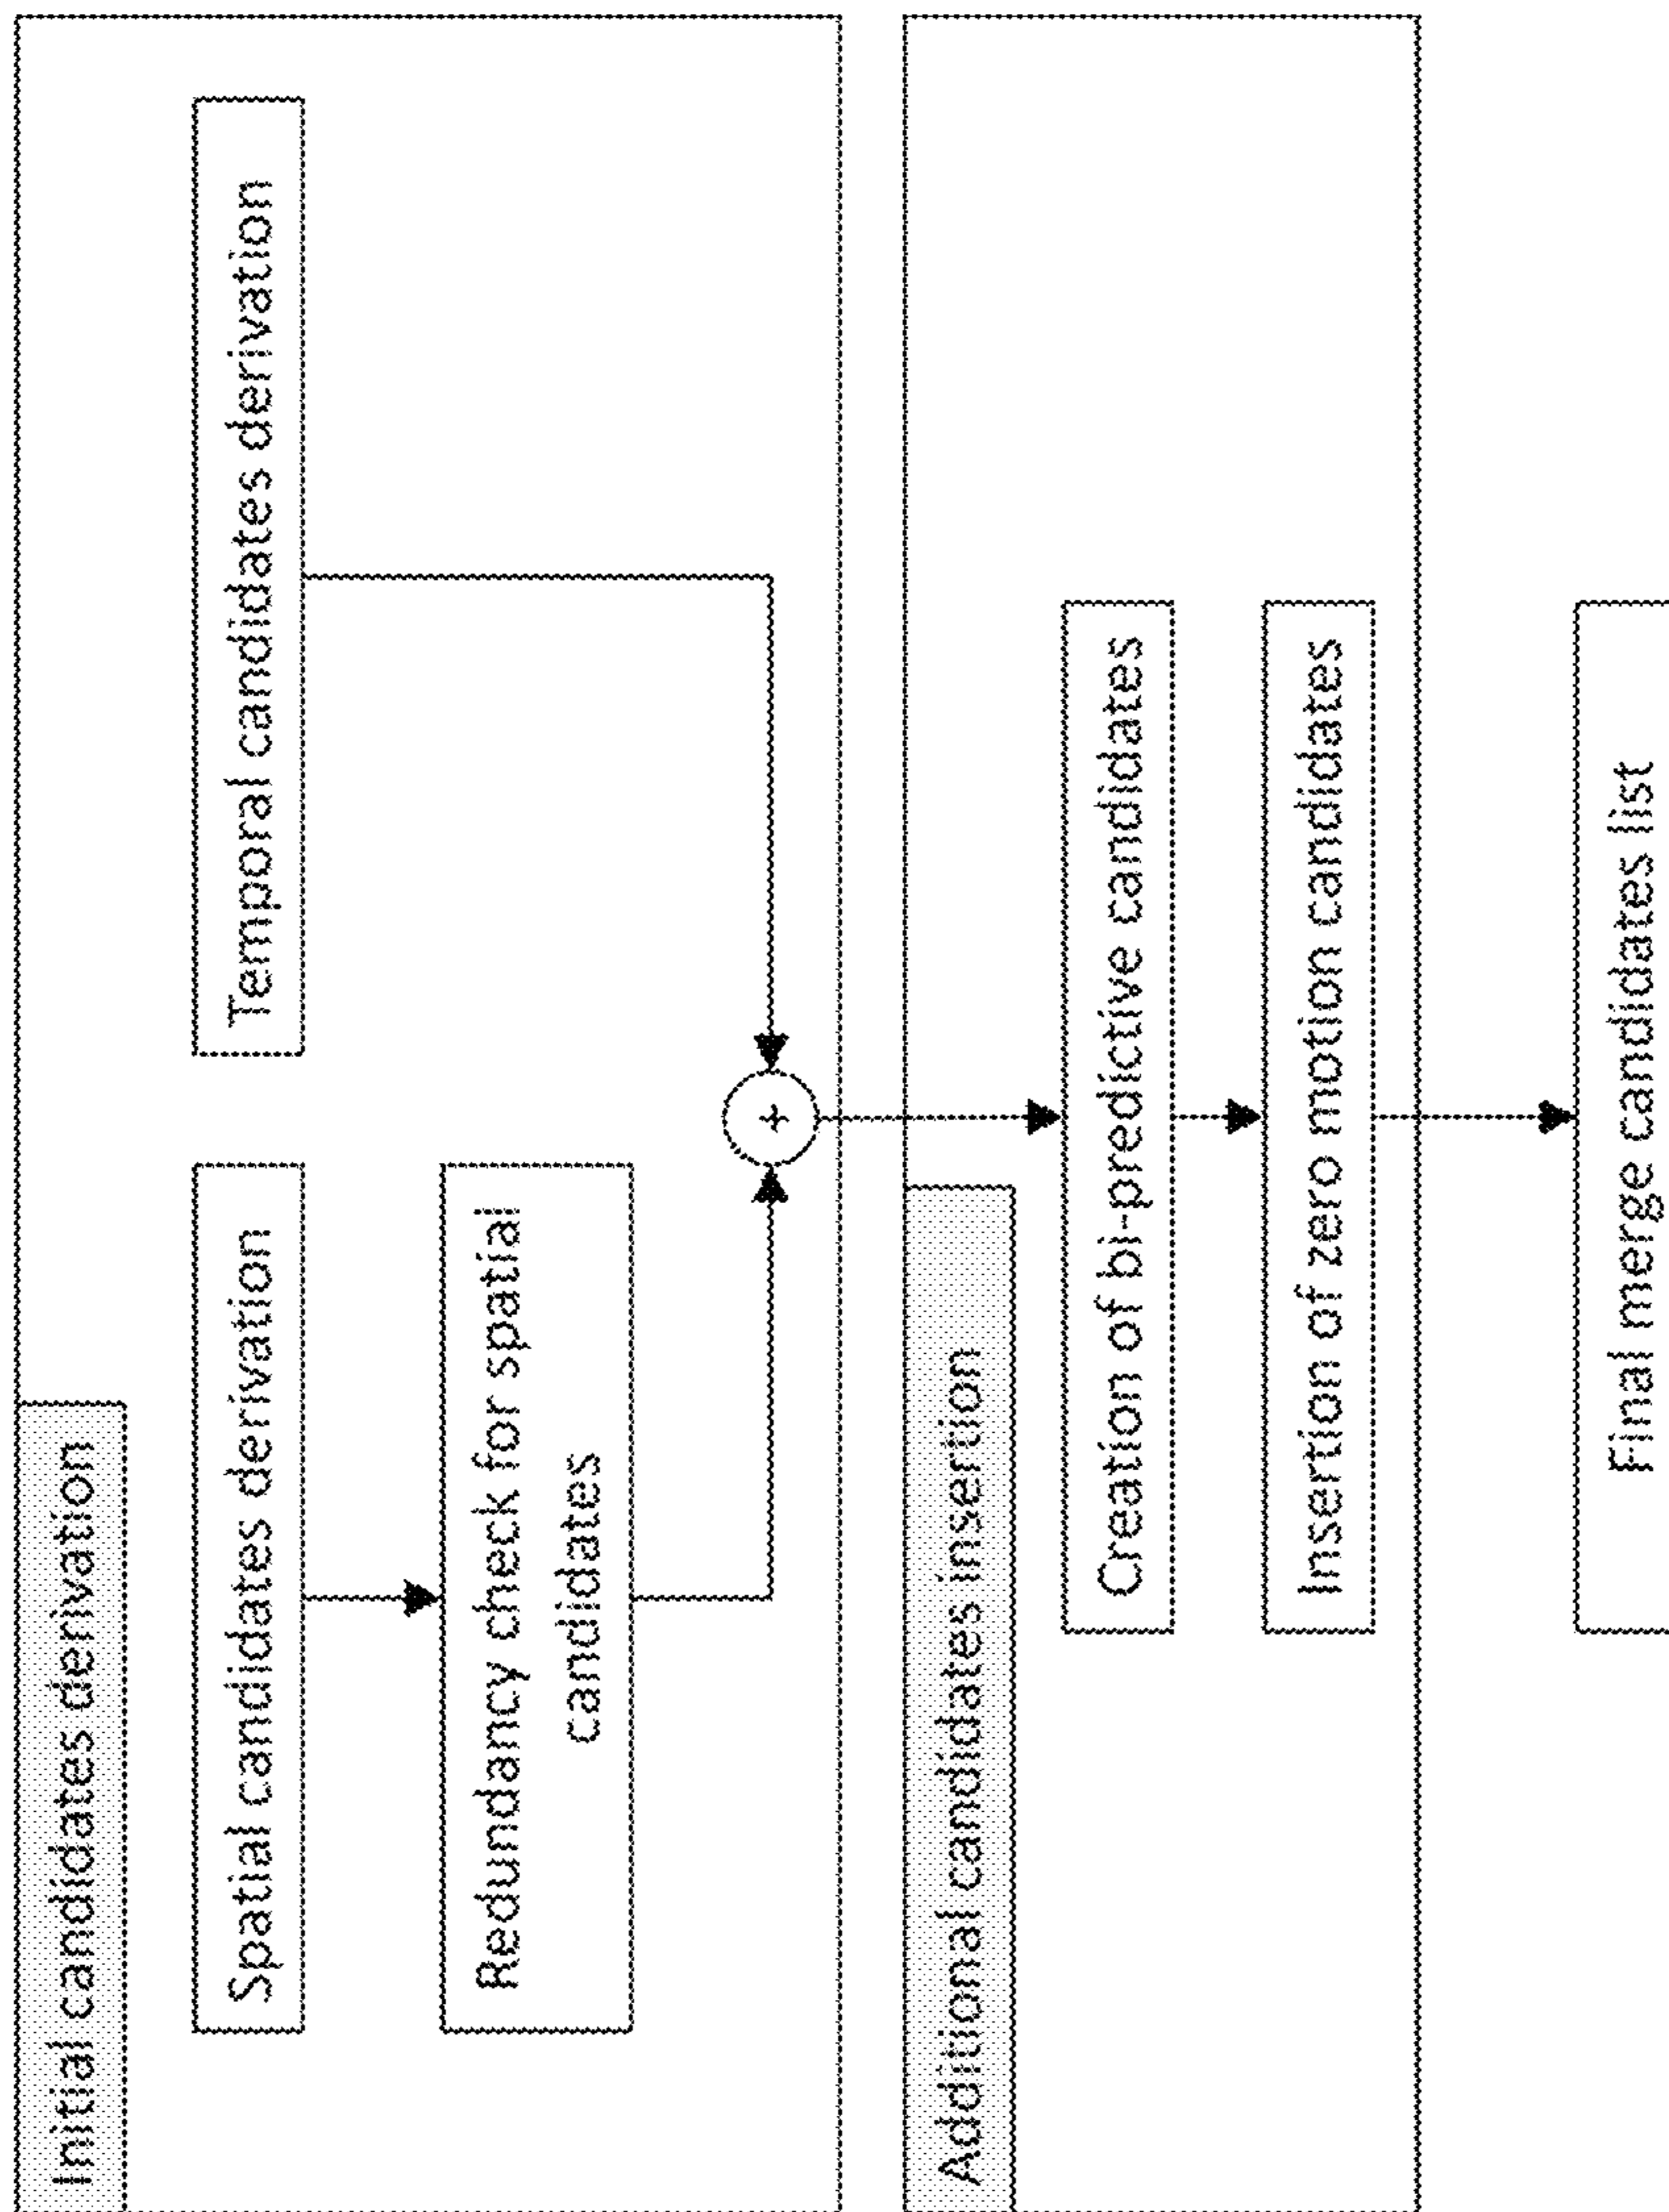 Initial candidates derivation
Spatial candidates derivation
Temporal candidates derivation
Redundancy check for spatial
candidates
+
Additional candidates insertion
Creation of bi-predictive candidates
Insertion of zero motion candidates
Final merge candidates list